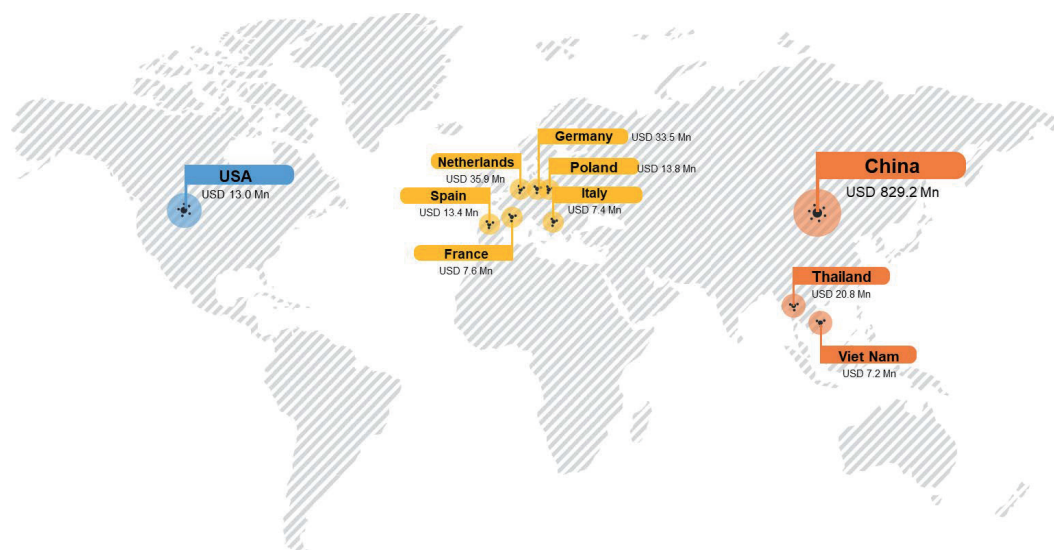 Germany
USD 33.5 Mn
Netherlands
USD 35.9 Mn
Poland
USD 13.8 Mn
China
USD 829.2 Mn
USA
USD 13.0 Mn
Spain
USD 13.4 Mn
Italy
USD 7.4 Mn
France
USD 7.6 Mn
Thailand
USD 20.8 Mn
Viet Nam
USD 7.2 Mn